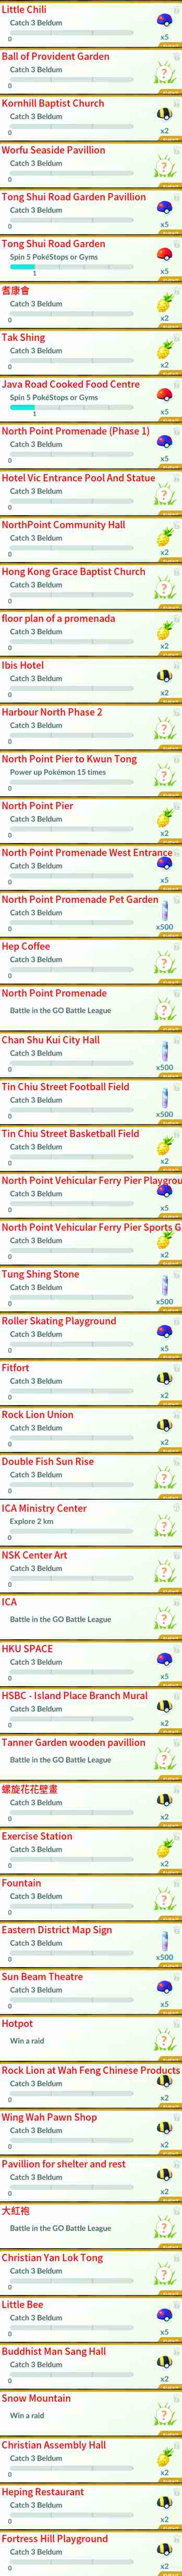 Little Chili
Catch 3 Beldum
0
x5
Ball of Provident Garden
Catch 3 Beldum
0
?
Kornhill Baptist Church
Catch 3 Beldum
0
x2
Worfu Seaside Pavillion
Catch 3 Beldum
0
?
Tong Shui Road Garden Pavillion
Catch 3 Beldum
0
x5
Tong Shui Road Garden
Spin 5 PokéStops or Gyms
1
x5
耆康會
Catch 3 Beldum
0
x2
Tak Shing
Catch 3 Beldum
0
x2
Java Road Cooked Food Centre
Spin 5 PokéStops or Gyms
1
x5
North Point Promenade (Phase 1)
Catch 3 Beldum
0
x5
Hotel Vic Entrance Pool And Statue
Catch 3 Beldum
0
?
NorthPoint Community Hall
Catch 3 Beldum
0
x2
Hong Kong Grace Baptist Church
Catch 3 Beldum
0
?
floor plan of a promenada
Catch 3 Beldum
0
x2
Ibis Hotel
Catch 3 Beldum
0
x2
Harbour North Phase 2
Catch 3 Beldum
0
?
North Point Pier to Kwun Tong
Power up Pokémon 15 times
0
?
North Point Pier
Catch 3 Beldum
0
x2
North Point Promenade West Entrance
Catch 3 Beldum
0
x5
North Point Promenade Pet Garden
Catch 3 Beldum
0
x500
Hep Coffee
Catch 3 Beldum
0
?
North Point Promenade
Battle in the GO Battle League
?
Chan Shu Kui City Hall
Catch 3 Beldum
0
x500
Tin Chiu Street Football Field
Catch 3 Beldum
0
x500
Tin Chiu Street Basketball Field
Catch 3 Beldum
0
x2
North Point Vehicular Ferry Pier Playgrou
Catch 3 Beldum
0
x5
North Point Vehicular Ferry Pier Sports G
Catch 3 Beldum
0
x2
Tung Shing Stone
Catch 3 Beldum
0
x500
Roller Skating Playground
Catch 3 Beldum
0
x5
Fitfort
Catch 3 Beldum
0
x2
Rock Lion Union
Catch 3 Beldum
0
x2
Double Fish Sun Rise
Catch 3 Beldum
0
?
ICA Ministry Center
Explore 2 km
0
?
NSK Center Art
Catch 3 Beldum
0
?
ICA
Battle in the GO Battle League
?
HKU SPACE
Catch 3 Beldum
0
x5
HSBC - Island Place Branch Mural
Catch 3 Beldum
0
x2
Tanner Garden wooden pavillion
Battle in the GO Battle League
?
螺旋花花壁畫
Catch 3 Beldum
0
x2
Exercise Station
Catch 3 Beldum
0
x2
Fountain
Catch 3 Beldum
0
?
Eastern District Map Sign
Catch 3 Beldum
0
x500
Sun Beam Theatre
Catch 3 Beldum
0
x5
Hotpot
Win a raid
?
Rock Lion at Wah Feng Chinese Products
Catch 3 Beldum
0
x2
Wing Wah Pawn Shop
Catch 3 Beldum
0
x2
Pavillion for shelter and rest
Catch 3 Beldum
0
x2
大紅袍
Battle in the GO Battle League
?
Christian Yan Lok Tong
Catch 3 Beldum
0
?
Little Bee
Catch 3 Beldum
0
x5
Buddhist Man Sang Hall
Catch 3 Beldum
0
x2
Snow Mountain
Win a raid
?
Christian Assembly Hall
Catch 3 Beldum
0
x2
Heping Restaurant
Catch 3 Beldum
0
x2
Fortress Hill Playground
Catch 3 Beldum
0
x2